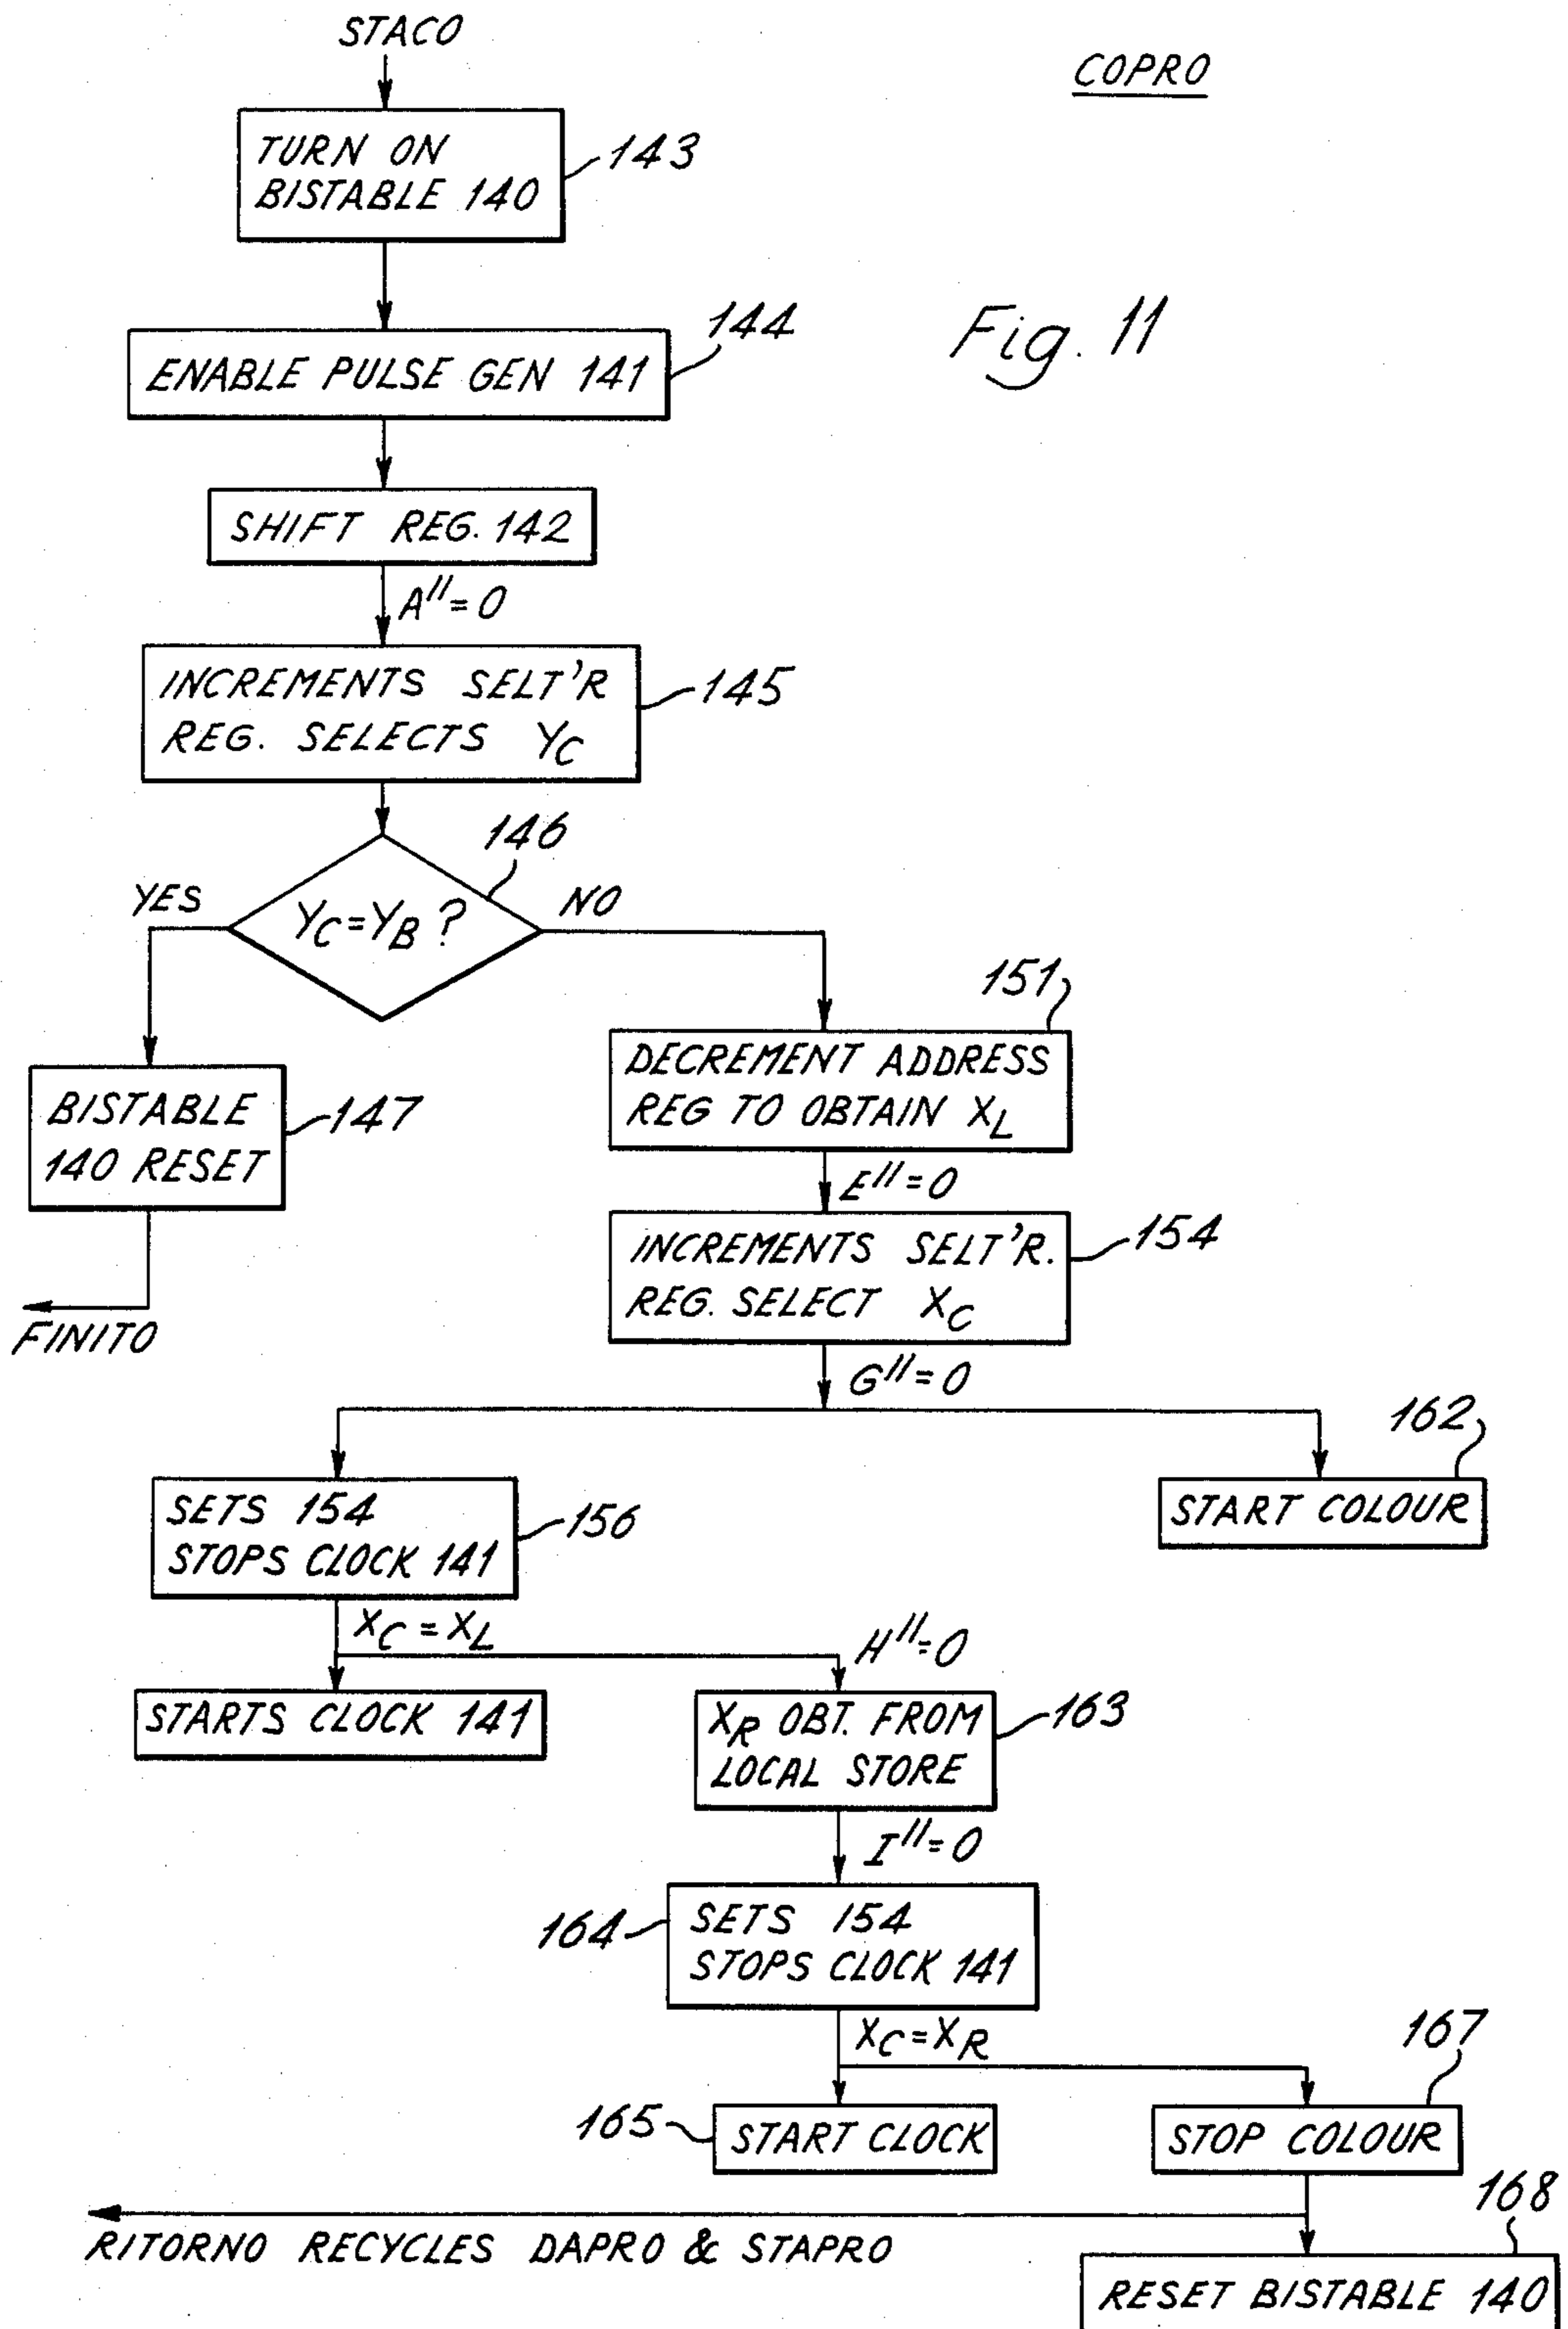 STACO
COPRO
TURN ON
BISTABLE 140
143
Fig. 11
144
ENABLE PULSE GEN 141
SHIFT REG. 142
A''=0
INCREMENTS SELT'R
REG. SELECTS YC
145
146
YES
YC=YB?
NO
151
DECREMENT ADDRESS
REG TO OBTAIN XL
BISTABLE
140 RESET
147
E''=0
INCREMENTS SELT'R.
REG. SELECT XC
154
FINITO
G''=0
162
SETS 154
STOPS CLOCK 141
156
START COLOUR
XC=XL
H''=0
STARTS CLOCK 141
XR OBT. FROM
LOCAL STORE
163
I''=0
164
SETS 154
STOPS CLOCK 141
XC=XR
167
165
START CLOCK
STOP COLOUR
168
RITORNO RECYCLES DAPRO & STAPRO
RESET BISTABLE 140